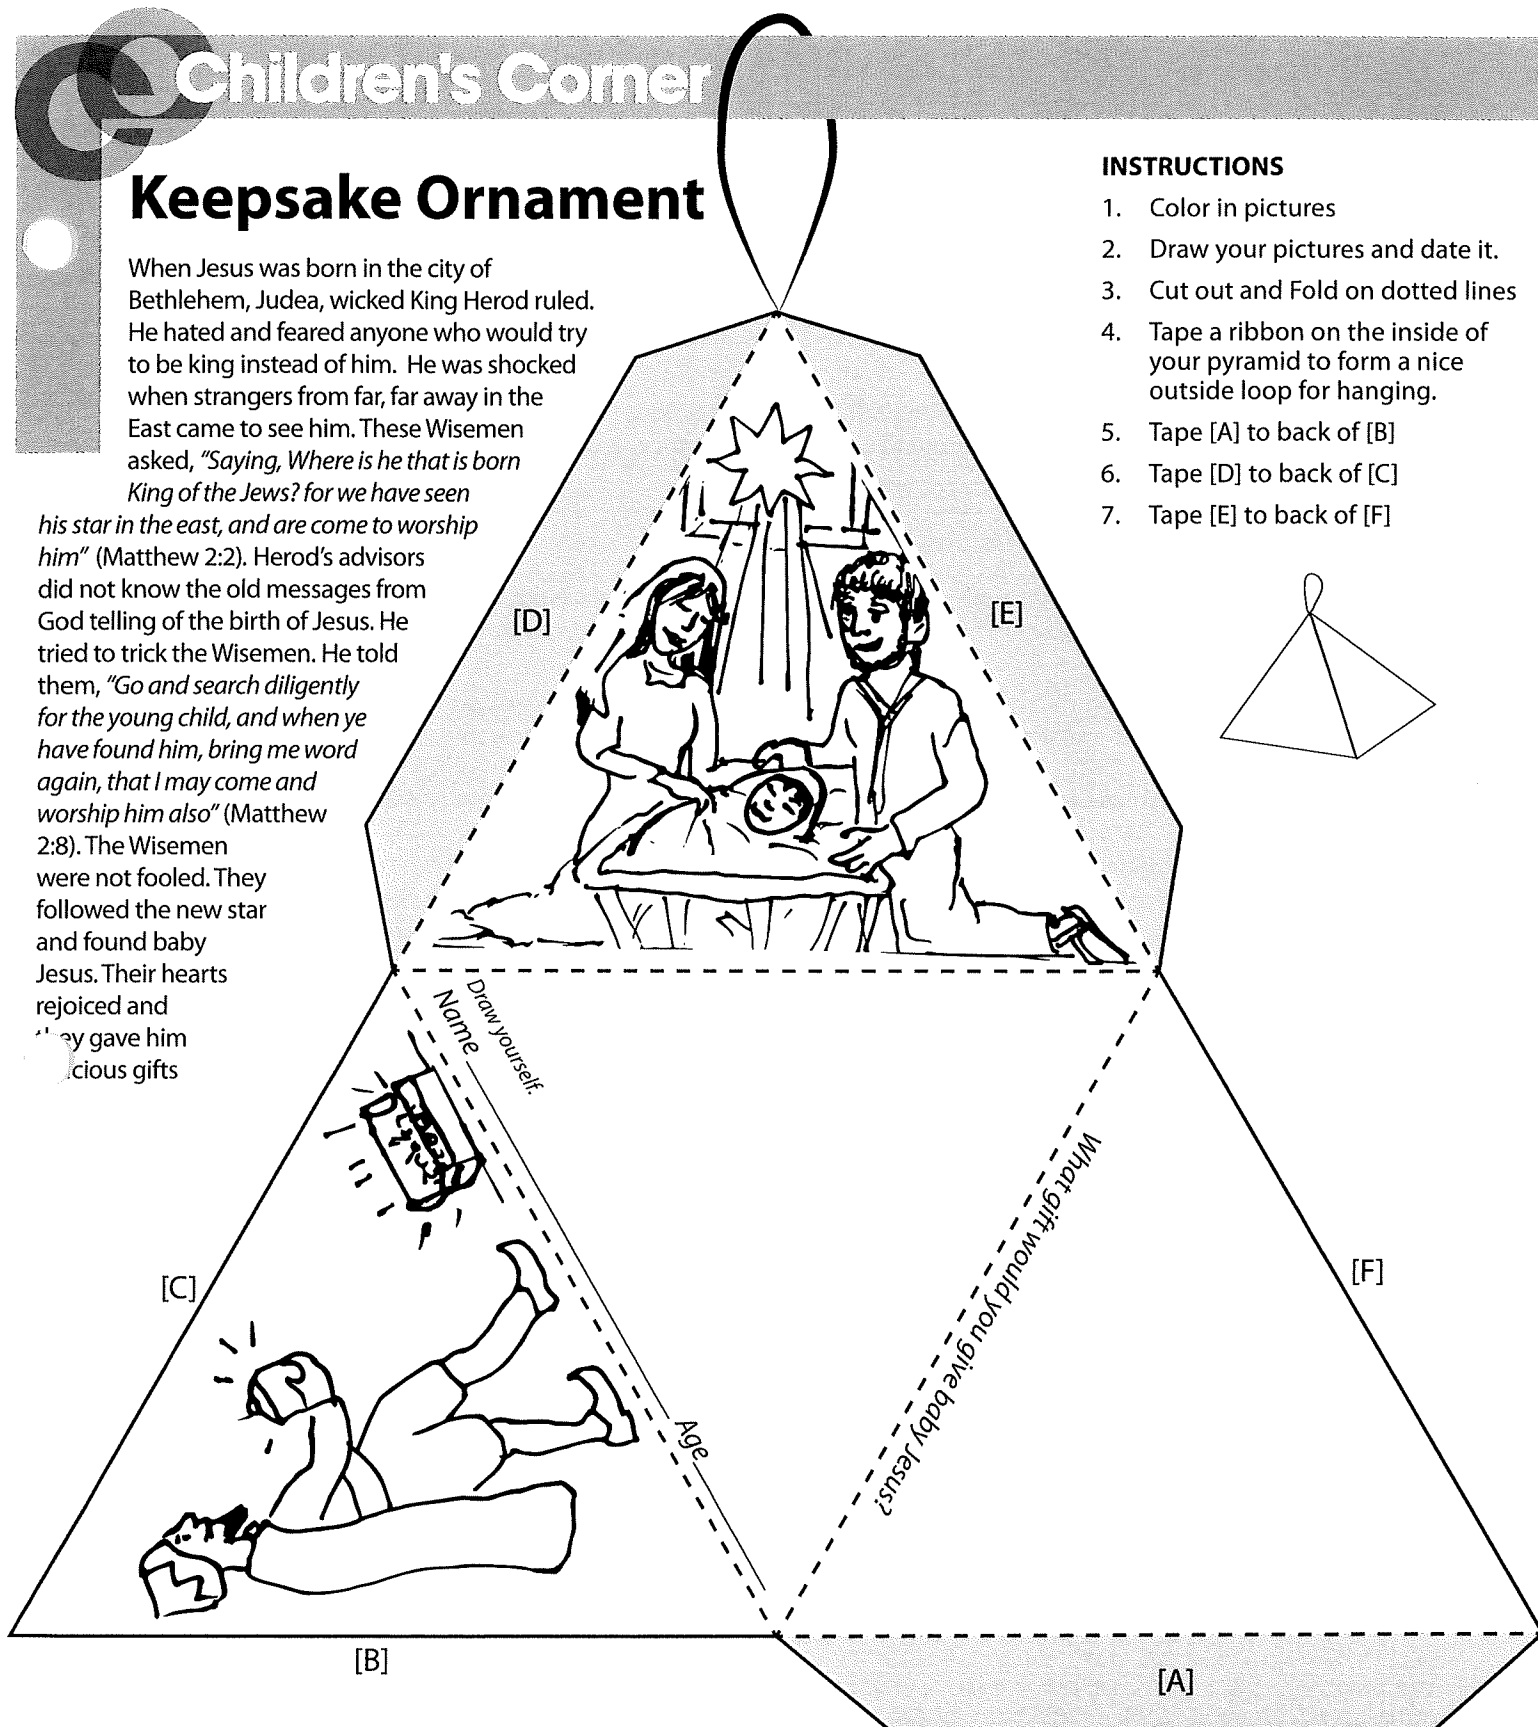 Children's Corner
Keepsake Ornament
When Jesus was born in the city of
Bethlehem, Judea, wicked King Herod ruled.
He hated and feared anyone who would try
to be king instead of him. He was shocked
when strangers from far, far away in the
East came to see him. These Wisemen
asked, “Saying, Where is he that is born
King of the Jews? for we have seen
his star in the east, and are come to worship
him” (Matthew 2:2). Herod’s advisors
did not know the old messages from
God telling of the birth of Jesus. He
tried to trick the Wisemen. He told
them, “Go and search diligently
for the young child, and when ye
have found him, bring me word
again, that I may come and
worship him also” (Matthew
2:8). The Wisemen
were not fooled. They
followed the new star
and found baby
Jesus. Their hearts
rejoiced and
they gave him
cious gifts
INSTRUCTIONS
1. Color in pictures
2. Draw your pictures and date it.
3. Cut out and Fold on dotted lines
4. Tape a ribbon on the inside of
your pyramid to form a nice
outside loop for hanging.
5. Tape [A] to back of [B]
6. Tape [D] to back of [C]
7. Tape [E] to back of [F]
[D]
[E]
Draw yourself.
Name
Age
What gift would you give baby Jesus?
[C]
[F]
[B]
[A]